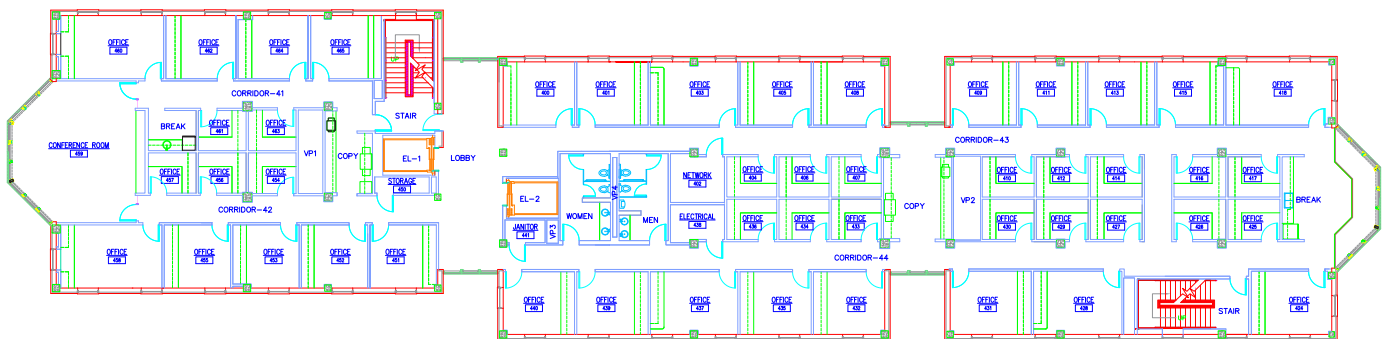 OFFICE
460
OFFICE
462
OFFICE
464
OFFICE
465
CORRIDOR-41
STAIR
BREAK
OFFICE
461
OFFICE
463
VP1
COPY
EL-1
LOBBY
CONFERENCE ROOM
459
OFFICE
457
OFFICE
456
OFFICE
454
STORAGE
450
CORRIDOR-42
OFFICE
458
OFFICE
455
OFFICE
453
OFFICE
452
OFFICE
451
OFFICE
400
OFFICE
401
OFFICE
403
OFFICE
405
OFFICE
408
NETWORK
402
OFFICE
404
OFFICE
406
OFFICE
407
EL-2
VP4
WOMEN
MEN
JANITOR
441
VP3
ELECTRICAL
438
OFFICE
436
OFFICE
434
OFFICE
433
COPY
CORRIDOR-44
OFFICE
440
OFFICE
439
OFFICE
437
OFFICE
435
OFFICE
432
OFFICE
409
OFFICE
411
OFFICE
413
OFFICE
415
OFFICE
418
CORRIDOR-43
OFFICE
410
OFFICE
412
OFFICE
414
OFFICE
416
OFFICE
417
VP2
BREAK
OFFICE
430
OFFICE
429
OFFICE
427
OFFICE
OFFICE
425
OFFICE
431
OFFICE
STAIR
OFFICE
424